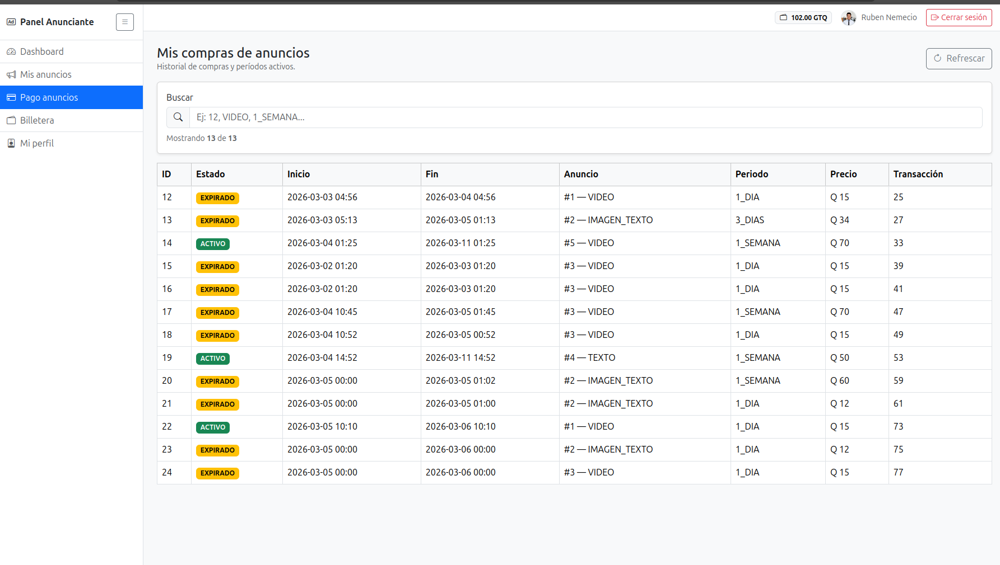 Ad Panel Anunciante
102.00 GTQ Ruben Nemecio Cerrar sesión
Dashboard
Mis anuncios
Pago anuncios
Billetera
Mi perfil
Mis compras de anuncios
Historial de compras y períodos activos.
Refrescar
Buscar
Ej: 12, VIDEO, 1_SEMANA...
Mostrando 13 de 13
ID Estado Inicio Fin Anuncio Periodo Precio Transacción
12 EXPIRADO 2026-03-03 04:56 2026-03-04 04:56 #1 — VIDEO 1_DIA Q 15 25
13 EXPIRADO 2026-03-03 05:13 2026-03-05 01:13 #2 — IMAGEN_TEXTO 3_DIAS Q 34 27
14 ACTIVO 2026-03-04 01:25 2026-03-11 01:25 #5 — VIDEO 1_SEMANA Q 70 33
15 EXPIRADO 2026-03-02 01:20 2026-03-03 01:20 #3 — VIDEO 1_DIA Q 15 39
16 EXPIRADO 2026-03-02 01:20 2026-03-03 01:20 #3 — VIDEO 1_DIA Q 15 41
17 EXPIRADO 2026-03-04 10:45 2026-03-05 01:45 #3 — VIDEO 1_SEMANA Q 70 47
18 EXPIRADO 2026-03-04 10:52 2026-03-05 00:52 #3 — VIDEO 1_DIA Q 15 49
19 ACTIVO 2026-03-04 14:52 2026-03-11 14:52 #4 — TEXTO 1_SEMANA Q 50 53
20 EXPIRADO 2026-03-05 00:00 2026-03-05 01:02 #2 — IMAGEN_TEXTO 1_SEMANA Q 60 59
21 EXPIRADO 2026-03-05 00:00 2026-03-05 01:00 #2 — IMAGEN_TEXTO 1_DIA Q 12 61
22 ACTIVO 2026-03-05 10:10 2026-03-06 10:10 #1 — VIDEO 1_DIA Q 15 73
23 EXPIRADO 2026-03-05 00:00 2026-03-06 00:00 #2 — IMAGEN_TEXTO 1_DIA Q 12 75
24 EXPIRADO 2026-03-05 00:00 2026-03-06 00:00 #3 — VIDEO 1_DIA Q 15 77